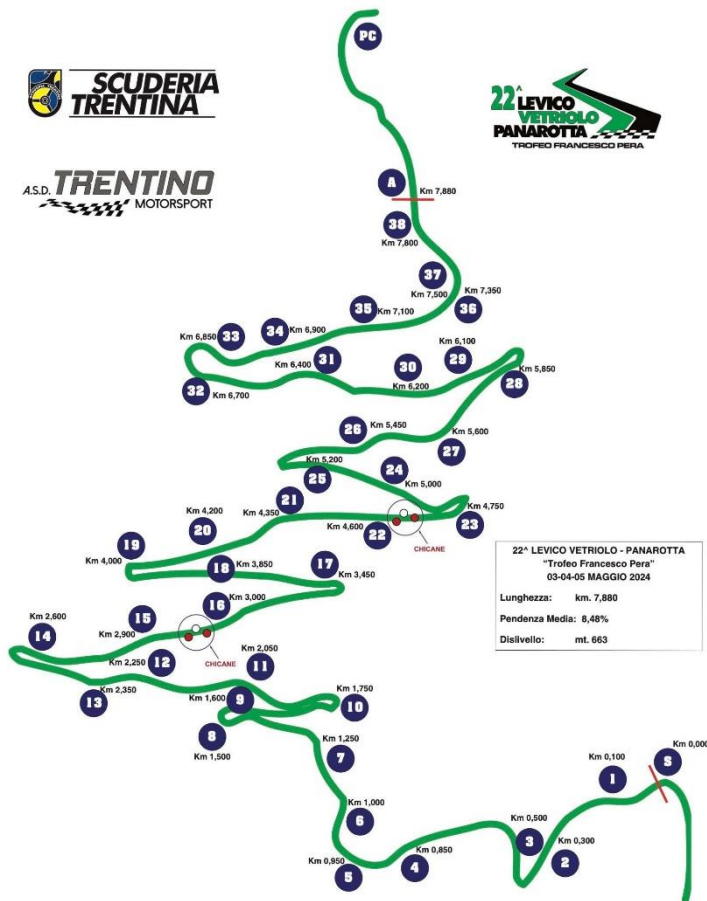 PC
SCUDERIA
TRENTINA
22^ LEVICO
VETRIOLO
PANAROTTA
TROFEO FRANCESCO PERA
A.S.D. TRENTINO
MOTORSPORT
A
Km 7,880
38
Km 7,800
37
Km 7,500
Km 7,350
36
35
Km 7,100
34
Km 6,900
33
Km 6,850
32
Km 6,700
31
Km 6,400
30
Km 6,200
Km 6,100
29
28
Km 5,850
27
Km 5,600
26
Km 5,450
25
Km 5,200
24
Km 5,000
23
Km 4,750
22
Km 4,600
CHICANE
21
Km 4,350
20
Km 4,200
19
Km 4,000
18
Km 3,850
17
Km 3,450
16
Km 3,000
CHICANE
15
Km 2,900
14
Km 2,600
13
Km 2,350
12
Km 2,250
11
Km 2,050
10
Km 1,750
9
Km 1,600
8
Km 1,500
7
Km 1,250
6
Km 1,000
5
Km 0,950
4
Km 0,850
3
Km 0,500
2
Km 0,300
1
Km 0,100
S
Km 0,000
22^ LEVICO VETRIOLO - PANAROTTA
"Trofeo Francesco Pera"
03-04-05 MAGGIO 2024
Lunghezza: km. 7,880
Pendenza Media: 8,48%
Dislivello: mt. 663